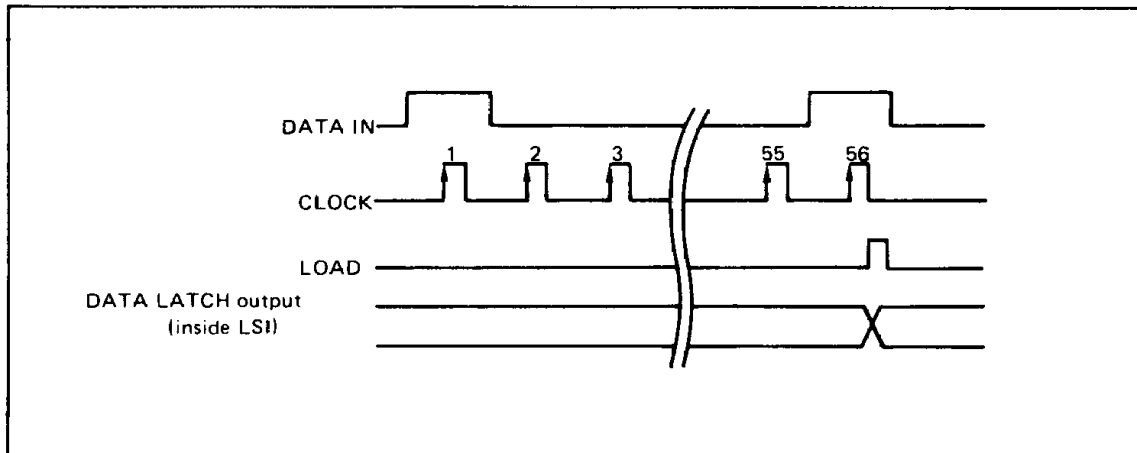 DATA IN
1 2 3 55 56
CLOCK
LOAD
DATA LATCH output
(inside LSI)